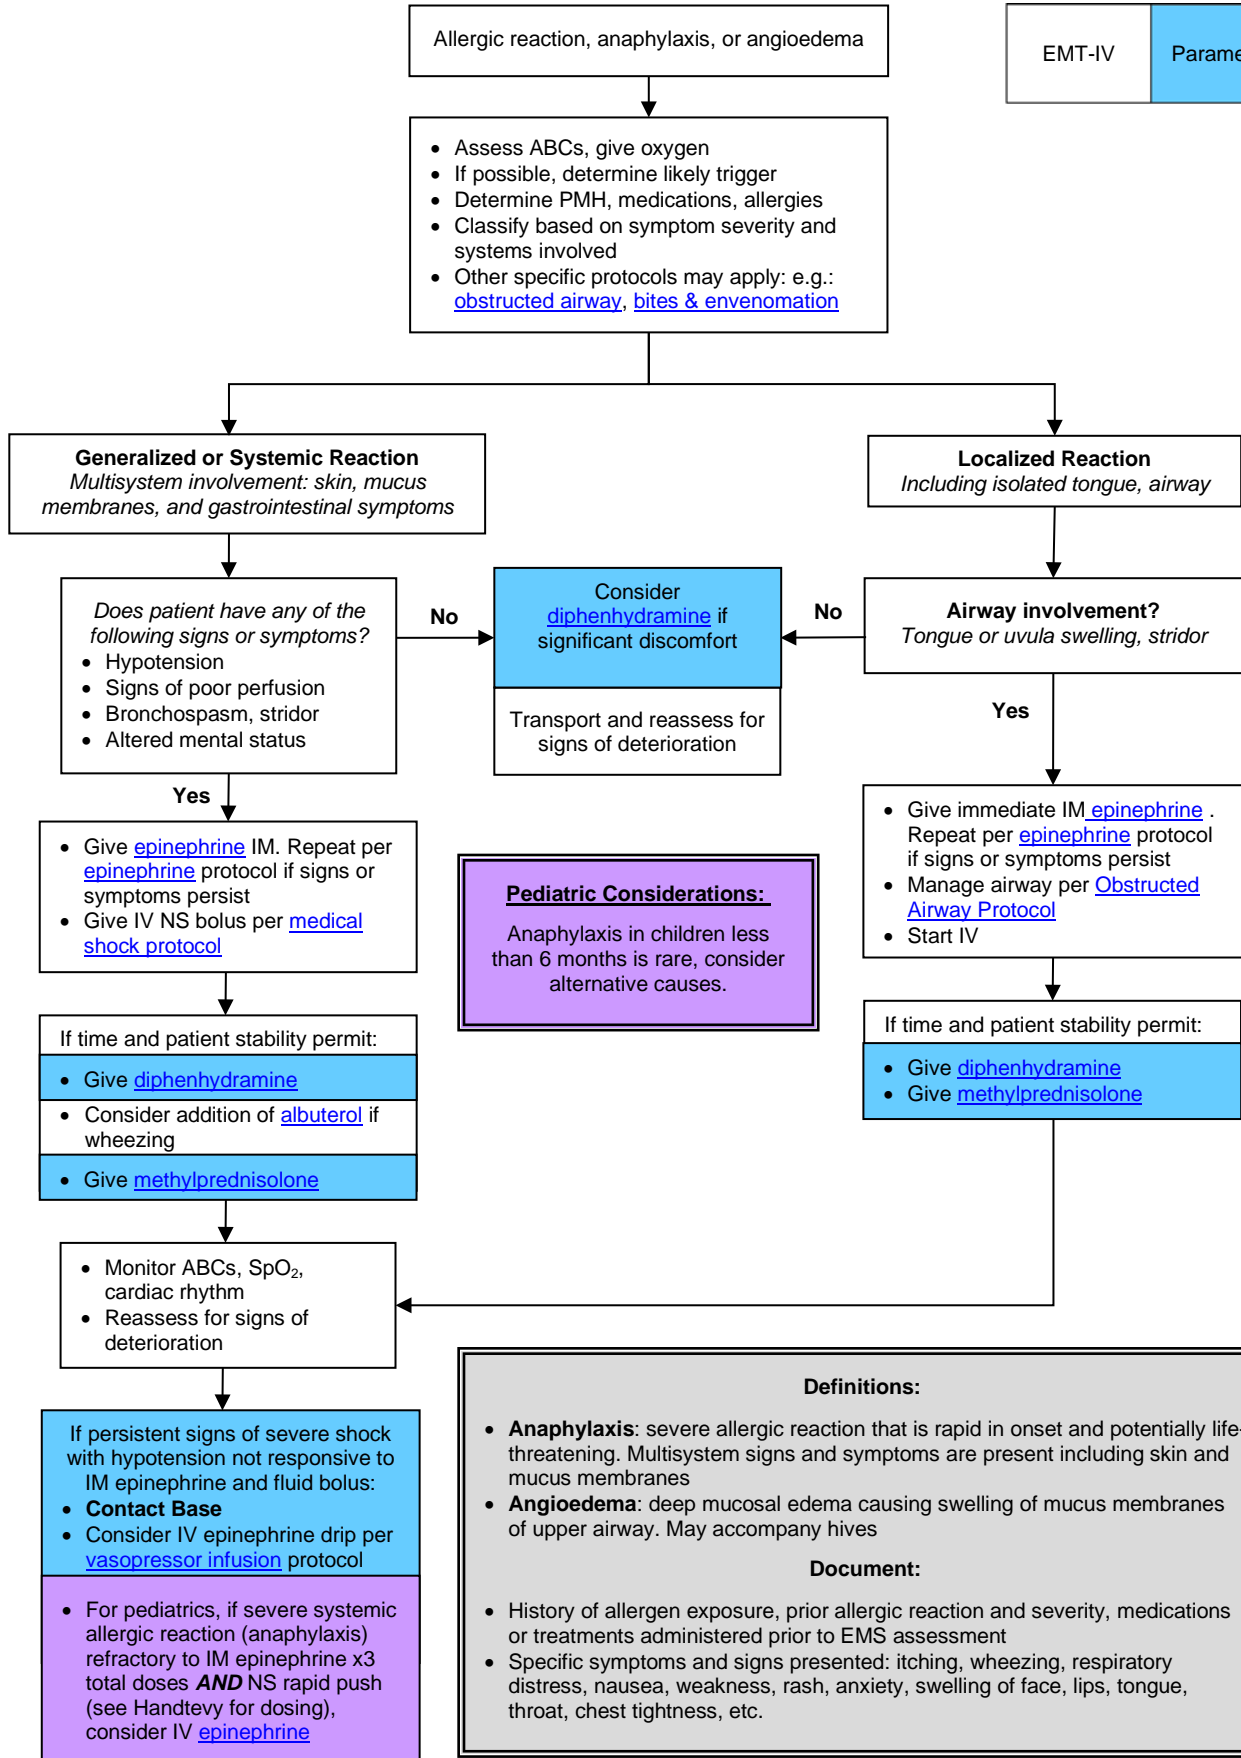 Allergic reaction, anaphylaxis, or angioedema
EMT-IV
Parame
• Assess ABCs, give oxygen
• If possible, determine likely trigger
• Determine PMH, medications, allergies
• Classify based on symptom severity and
systems involved
• Other specific protocols may apply: e.g.:
obstructed airway, bites & envenomation
Generalized or Systemic Reaction
Multisystem involvement: skin, mucus
membranes, and gastrointestinal symptoms
Localized Reaction
Including isolated tongue, airway
Does patient have any of the
following signs or symptoms?
• Hypotension
• Signs of poor perfusion
• Bronchospasm, stridor
• Altered mental status
No
Consider
diphenhydramine if
significant discomfort
Transport and reassess for
signs of deterioration
No
Airway involvement?
Tongue or uvula swelling, stridor
Yes
Yes
• Give epinephrine IM. Repeat per
epinephrine protocol if signs or
symptoms persist
• Give IV NS bolus per medical
shock protocol
Pediatric Considerations:
Anaphylaxis in children less
than 6 months is rare, consider
alternative causes.
• Give immediate IM epinephrine .
Repeat per epinephrine protocol
if signs or symptoms persist
• Manage airway per Obstructed
Airway Protocol
• Start IV
If time and patient stability permit:
• Give diphenhydramine
• Consider addition of albuterol if
wheezing
• Give methylprednisolone
If time and patient stability permit:
• Give diphenhydramine
• Give methylprednisolone
• Monitor ABCs, SpO₂,
cardiac rhythm
• Reassess for signs of
deterioration
If persistent signs of severe shock
with hypotension not responsive to
IM epinephrine and fluid bolus:
• Contact Base
• Consider IV epinephrine drip per
vasopressor infusion protocol
• For pediatrics, if severe systemic
allergic reaction (anaphylaxis)
refractory to IM epinephrine x3
total doses AND NS rapid push
(see Handtevy for dosing),
consider IV epinephrine
Definitions:
• Anaphylaxis: severe allergic reaction that is rapid in onset and potentially life-
threatening. Multisystem signs and symptoms are present including skin and
mucus membranes
• Angioedema: deep mucosal edema causing swelling of mucus membranes
of upper airway. May accompany hives
Document:
• History of allergen exposure, prior allergic reaction and severity, medications
or treatments administered prior to EMS assessment
• Specific symptoms and signs presented: itching, wheezing, respiratory
distress, nausea, weakness, rash, anxiety, swelling of face, lips, tongue,
throat, chest tightness, etc.